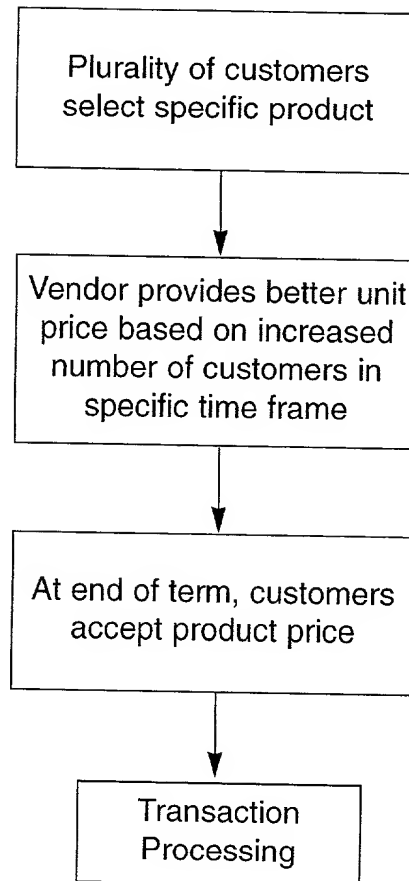 Plurality of customers
select specific product
Vendor provides better unit
price based on increased
number of customers in
specific time frame
At end of term, customers
accept product price
Transaction
Processing